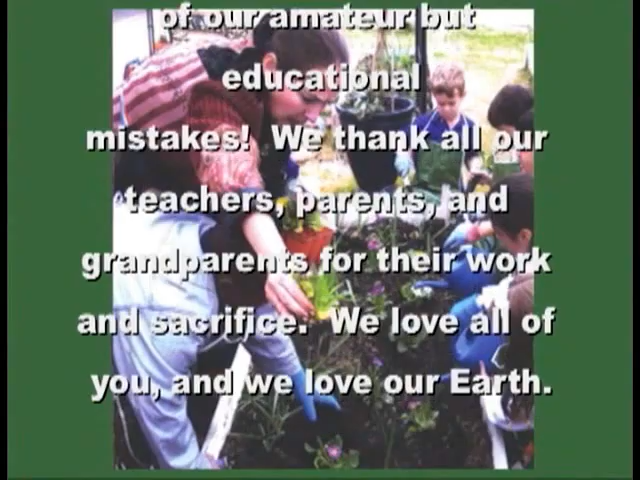 of our amateur but
educational
mistakes! We thank all our
teachers, parents, and
grandparents for their work
and sacrifice. We love all of
you, and we love our Earth.